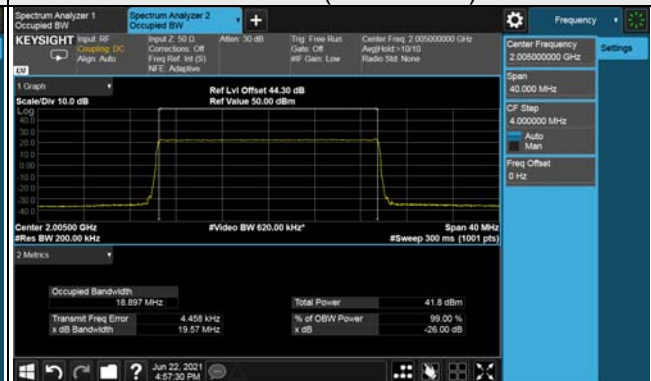 Spectrum Analyzer 1
Occupied BW
Spectrum Analyzer 2
Occupied BW
+
Frequency
KEYSIGHT
Input: RF
Coupling: DC
Align: Auto
Input Z: 50 Ω
Corrections: Off
Freq Ref: Int (S)
NFE: Adaptive
Atten: 30 dB
Trig: Free Run
Gate: Off
#IF Gain: Low
Center Freq: 2.005000000 GHz
Avg|Hold:>10/10
Radio Std: None
LXI
Center Frequency
2.005000000 GHz
Settings
Span
40.000 MHz
CF Step
4.000000 MHz
Auto
Man
Freq Offset
0 Hz
1 Graph
Scale/Div 10.0 dB
Ref Lvl Offset 44.30 dB
Ref Value 50.00 dBm
Log
40.0
30.0
20.0
10.0
0.00
-10.0
-20.0
-30.0
-40.0
Center 2.00500 GHz
#Res BW 200.00 kHz
#Video BW 620.00 kHz*
Span 40 MHz
#Sweep 300 ms (1001 pts)
2 Metrics
Occupied Bandwidth
18.897 MHz
Total Power 41.8 dBm
Transmit Freq Error 4.458 kHz
% of OBW Power 99.00 %
x dB Bandwidth 19.57 MHz
x dB -26.00 dB
?
Jun 22, 2021
4:57:30 PM